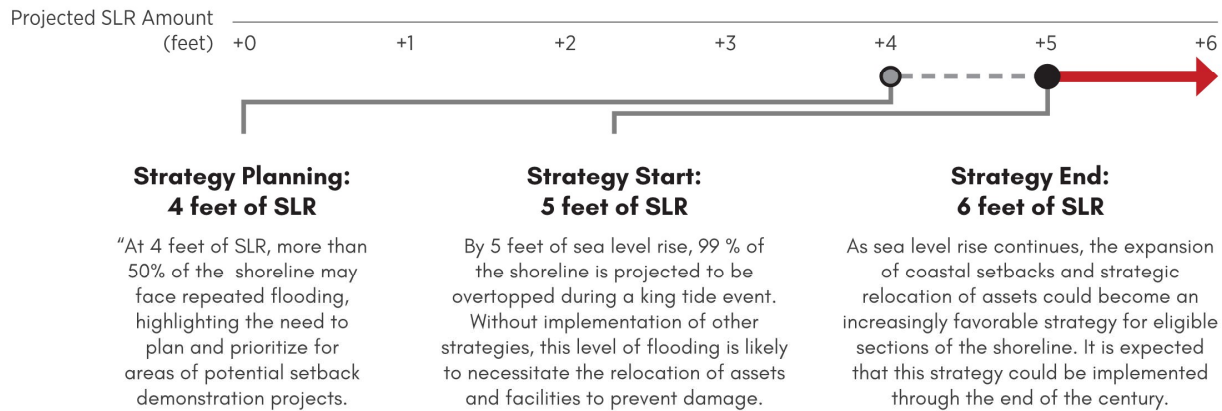 Projected SLR Amount
(feet) +0 +1 +2 +3 +4 +5 +6
Strategy Planning:
4 feet of SLR
“At 4 feet of SLR, more than
50% of the shoreline may
face repeated flooding,
highlighting the need to
plan and prioritize for
areas of potential setback
demonstration projects.
Strategy Start:
5 feet of SLR
By 5 feet of sea level rise, 99 % of
the shoreline is projected to be
overtopped during a king tide event.
Without implementation of other
strategies, this level of flooding is likely
to necessitate the relocation of assets
and facilities to prevent damage.
Strategy End:
6 feet of SLR
As sea level rise continues, the expansion
of coastal setbacks and strategic
relocation of assets could become an
increasingly favorable strategy for eligible
sections of the shoreline. It is expected
that this strategy could be implemented
through the end of the century.